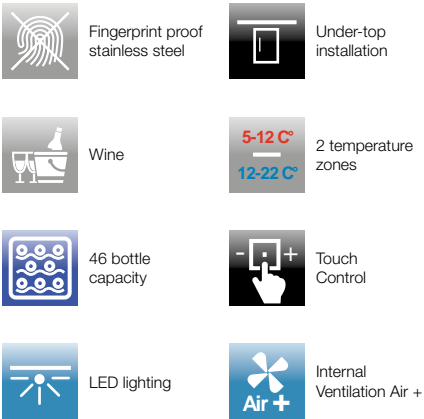 Fingerprint proof
stainless steel
Under-top
installation
Wine
5-12 C°
12-22 C°
2 temperature
zones
46 bottle
capacity
- +
Touch
Control
LED lighting
Air +
Internal
Ventilation Air +